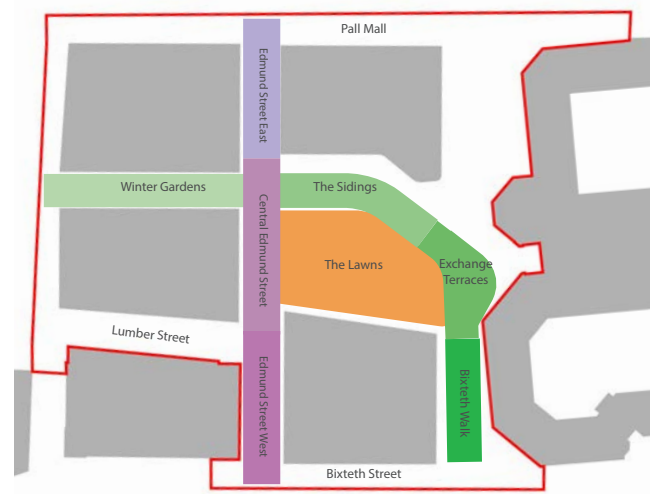 Pall Mall
Edmund Street East
Winter Gardens
The Sidings
Central Edmund Street
The Lawns
Exchange
Terraces
Lumber Street
Edmund Street West
Bixteth Walk
Bixteth Street